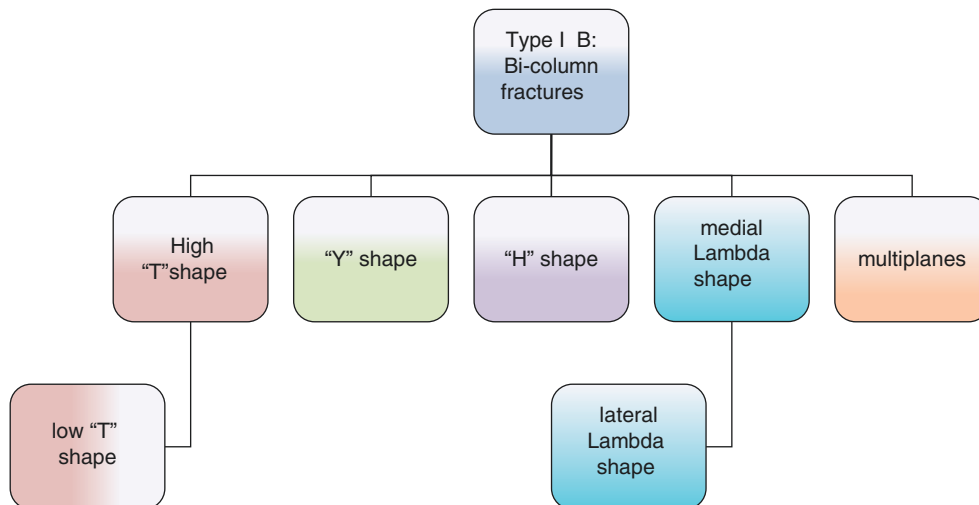 Type I B:
Bi-column
fractures
High
“T”shape
“Y” shape
“H” shape
medial
Lambda
shape
multiplanes
low “T”
shape
lateral
Lambda
shape